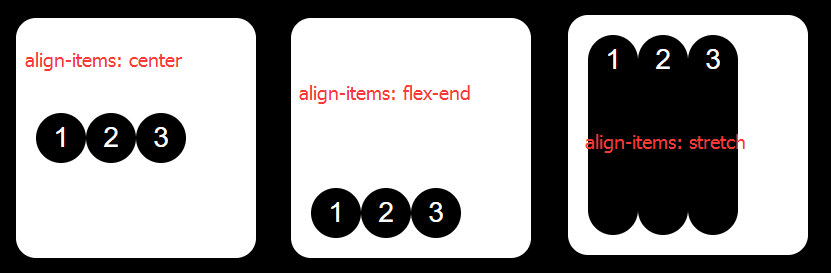 align-items: center
1 2 3
align-items: flex-end
1 2 3
1 2 3
align-items: stretch